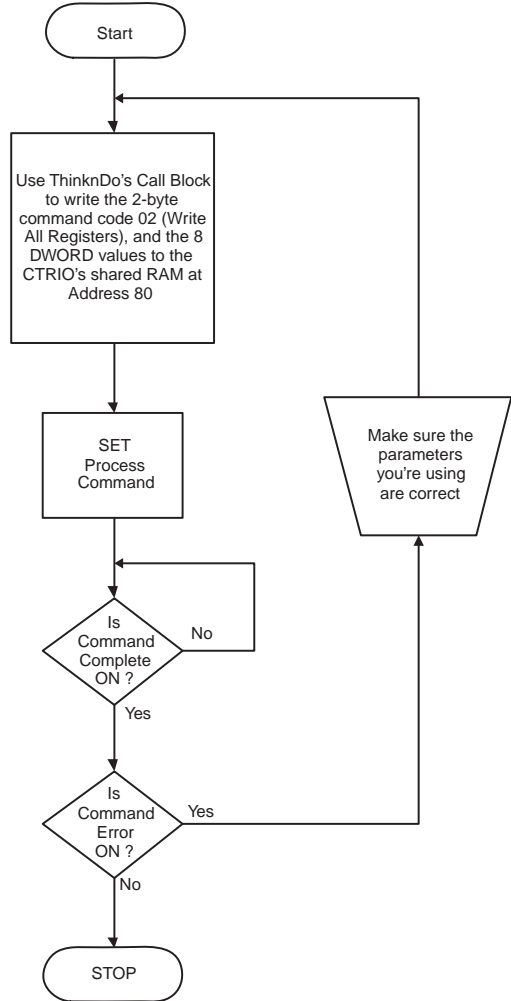 Start
Use ThinknDo's Call Block
to write the 2-byte
command code 02 (Write
All Registers), and the 8
DWORD values to the
CTRIO's shared RAM at
Address 80
SET
Process
Command
Make sure the
parameters
you're using
are correct
Is
Command
Complete
ON ?
No
Yes
Is
Command
Error
ON ?
Yes
No
STOP